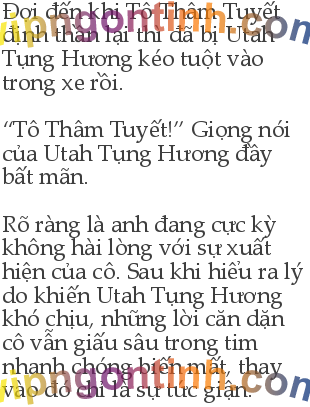 Đợi đến khi Tô Thâm Tuyết
định thần lại thì đã bị Utah
Tụng Hương kéo tuột vào
trong xe rồi.
“Tô Thâm Tuyết!” Giọng nói
của Utah Tụng Hương đầy
bất mãn.
Rõ ràng là anh đang cực kỳ
không hài lòng với sự xuất
hiện của cô. Sau khi hiểu ra lý
do khiến Utah Tụng Hương
khó chịu, những lời căn dặn
cô vẫn giấu sâu trong tim
nhanh chóng biến mất, thay
vào đó chỉ là sự tức giận.
vipngontinh.com
vipngontinh.com